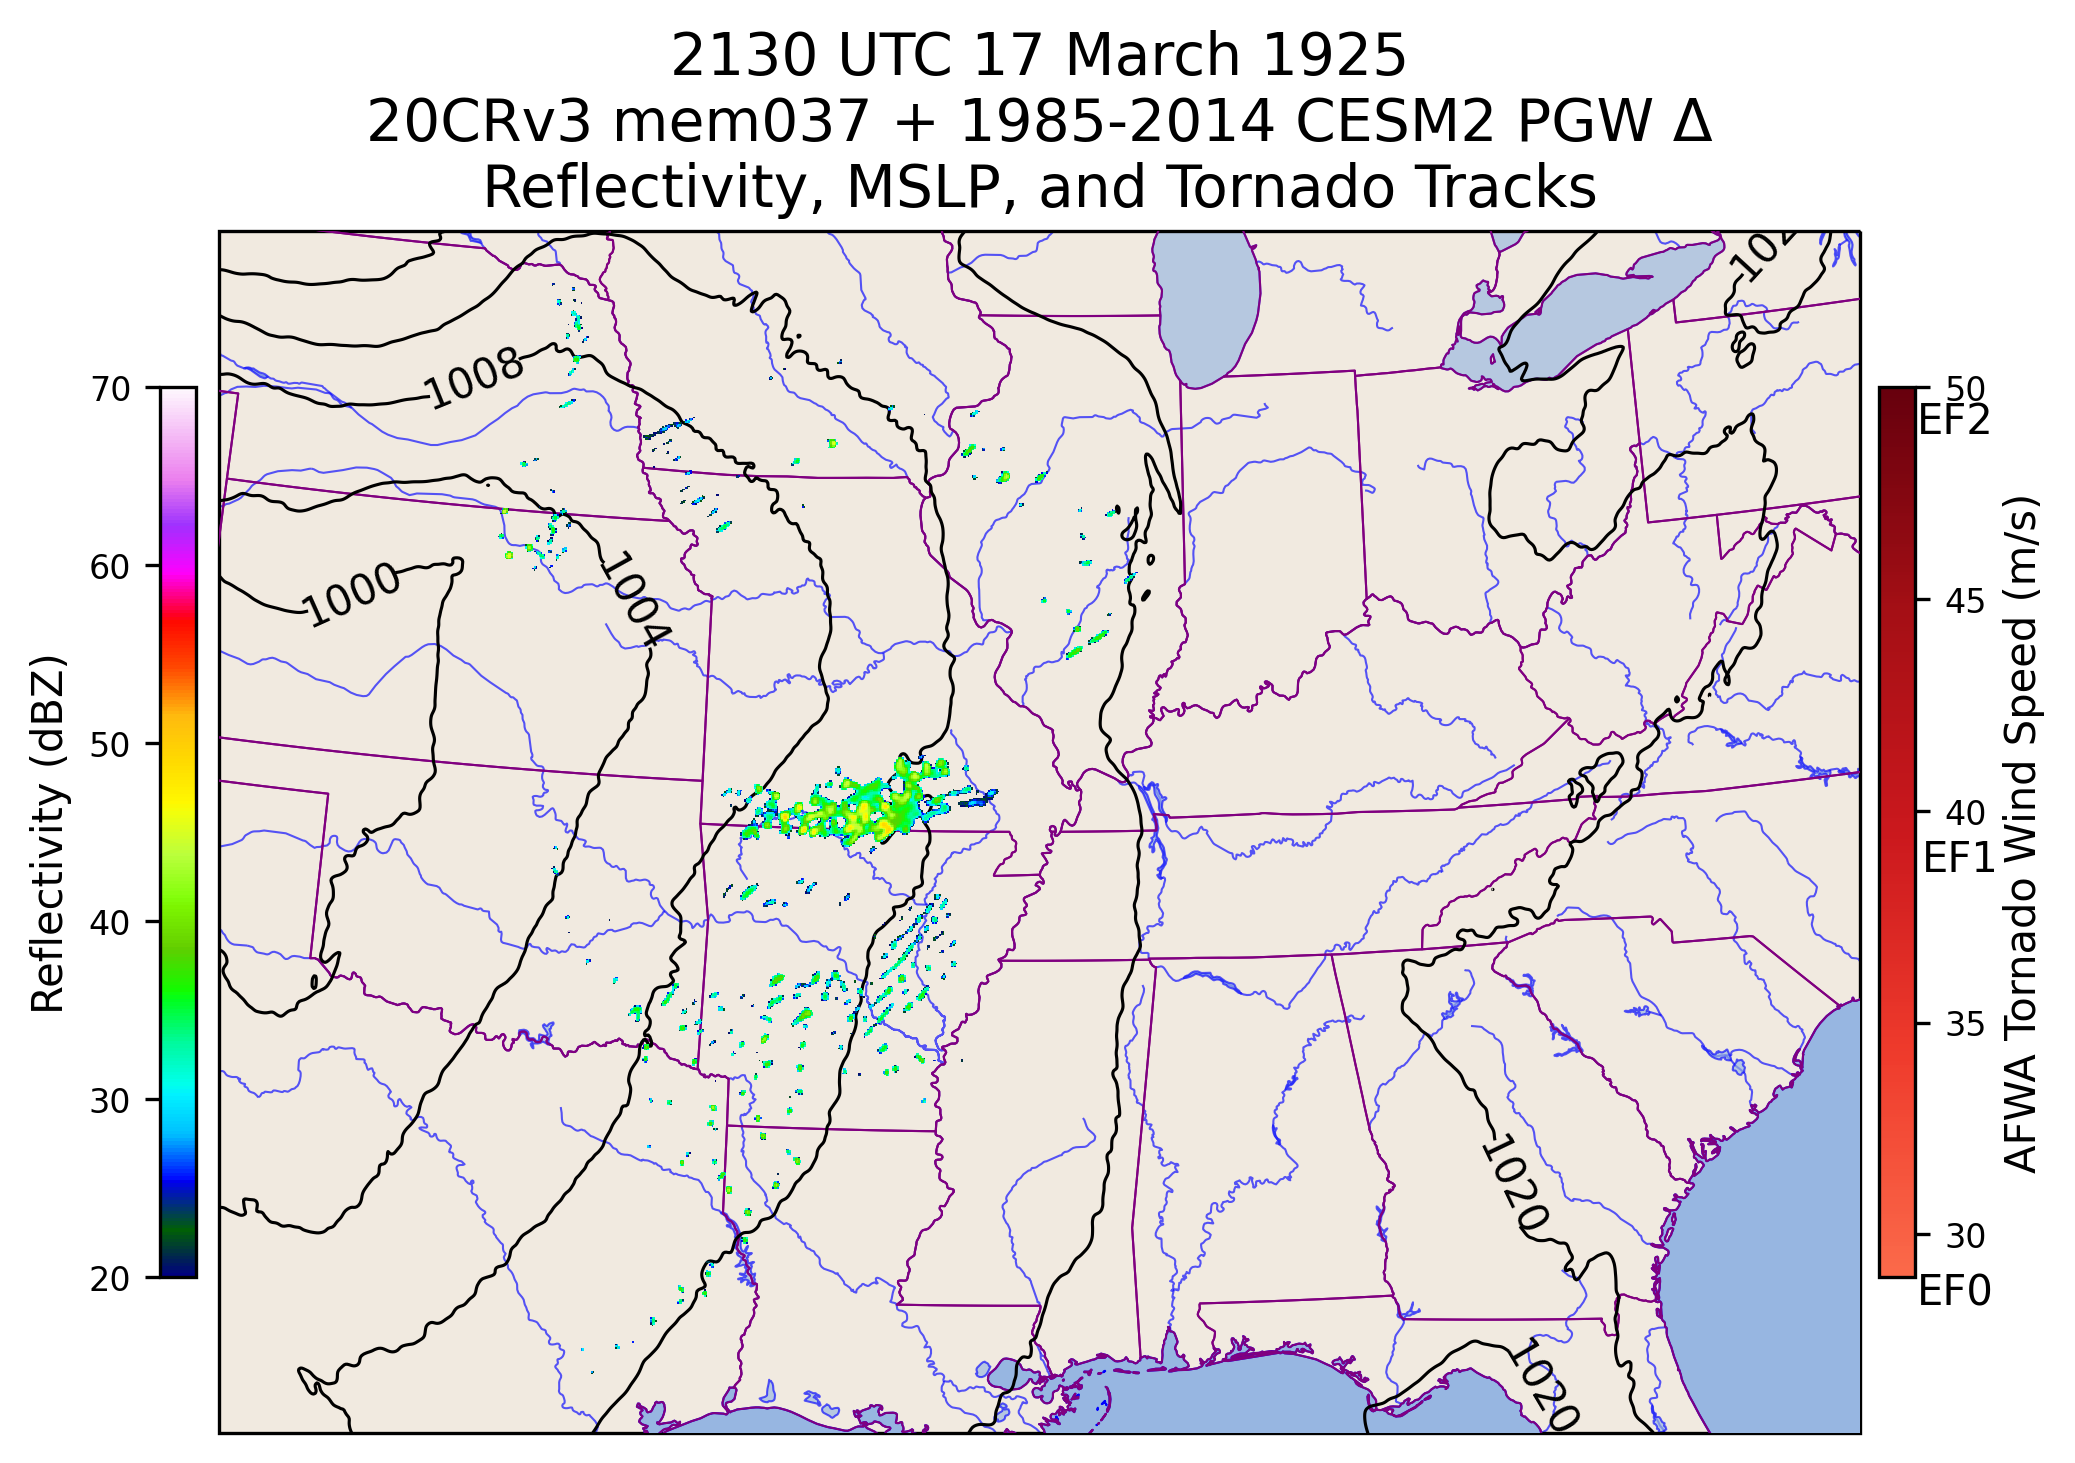 2130 UTC 17 March 1925
20CRv3 mem037 + 1985-2014 CESM2 PGW Δ
Reflectivity, MSLP, and Tornado Tracks
Reflectivity (dBZ)
70
60
50
40
30
20
1008
1000
1004
1020
1020
50
EF2
45
40
EF1
35
30
EF0
AFWA Tornado Wind Speed (m/s)